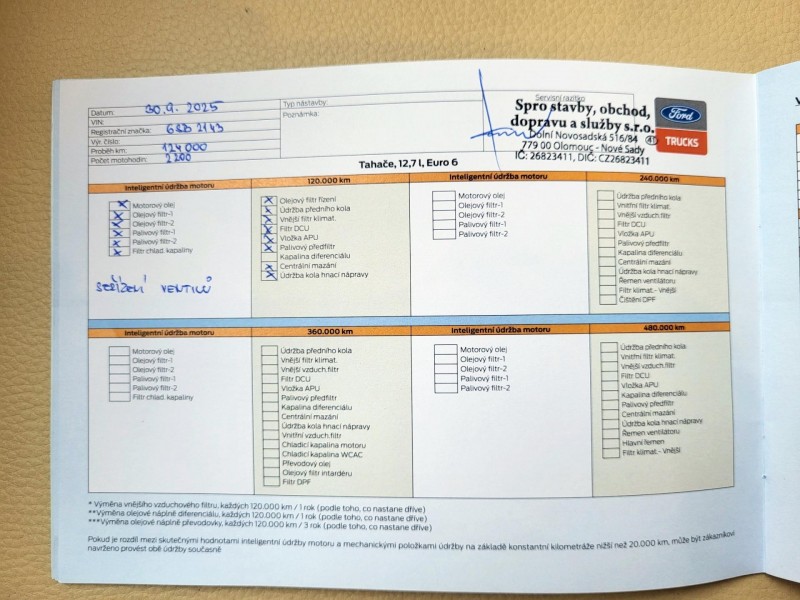 Datum: 30.9. 2025
VIN:
Registrační značka: 6SD 2143
Výr. číslo:
Proběh km: 124 000
Počet motohodin: 2200
Typ nástavby:
Poznámka:
Servisní razítko
Spro stavby, obchod,
dopravu a služby s.r.o.
Dolní Novosadská 516/84
779 00 Olomouc - Nové Sady
IČ: 26823411, DIČ: CZ26823411
Ford
TRUCKS
Tahače, 12,7 l, Euro 6
Inteligentní údržba motoru
x Motorový olej
x Olejový filtr-1
x Olejový filtr-2
x Palivový filtr-1
x Palivový filtr-2
x Filtr chlad. kapaliny
SEŘÍZENÍ VENTILŮ
120.000 km
x Olejový filtr řízení
x Údržba předního kola
x Vnější filtr klimat.
x Filtr DCU
x Vložka APU
x Palivový předfiltr
Kapalina diferenciálu
x Centrální mazání
x Údržba kola hnací nápravy
Inteligentní údržba motoru
Motorový olej
Olejový filtr-1
Olejový filtr-2
Palivový filtr-1
Palivový filtr-2
240.000 km
Údržba předního kola
Vnitřní filtr klimat.
Vnější vzduch.filtr
Filtr DCU
Vložka APU
Palivový předfiltr
Kapalina diferenciálu
Centrální mazání
Údržba kola hnací nápravy
Řemen ventilátoru
Filtr klimat.- Vnější
Čištění DPF
Inteligentní údržba motoru
Motorový olej
Olejový filtr-1
Olejový filtr-2
Palivový filtr-1
Palivový filtr-2
Filtr chlad. kapaliny
360.000 km
Údržba předního kola
Vnější filtr klimat.
Vnější vzduch.filtr
Filtr DCU
Vložka APU
Palivový předfiltr
Kapalina diferenciálu
Centrální mazání
Údržba kola hnací nápravy
Vnitřní vzduch.filtr
Chladicí kapalina motoru
Chladicí kapalina WCAC
Převodový olej
Olejový filtr intardéru
Filtr DPF
Inteligentní údržba motoru
Motorový olej
Olejový filtr-1
Olejový filtr-2
Palivový filtr-1
Palivový filtr-2
480.000 km
Údržba předního kola
Vnitřní filtr klimat.
Vnější vzduch.filtr
Filtr DCU
Vložka APU
Kapalina diferenciálu
Palivový předfiltr
Centrální mazání
Údržba kola hnací nápravy
Řemen ventilátoru
Hlavní řemen
Filtr klimat.- Vnější
* Výměna vnějšího vzduchového filtru, každých 120.000 km / 1 rok (podle toho, co nastane dříve)
**Výměna olejové náplně diferenciálu, každých 120.000 km / 1 rok (podle toho, co nastane dříve)
***Výměna olejové náplně převodovky, každých 120.000 km / 3 rok (podle toho, co nastane dříve)
Pokud je rozdíl mezi skutečnými hodnotami inteligentní údržby motoru a mechanickými položkami údržby na základě konstantní kilometráže nižší než 20.000 km, může být zákazníkovi
navrženo provést obě údržby současně